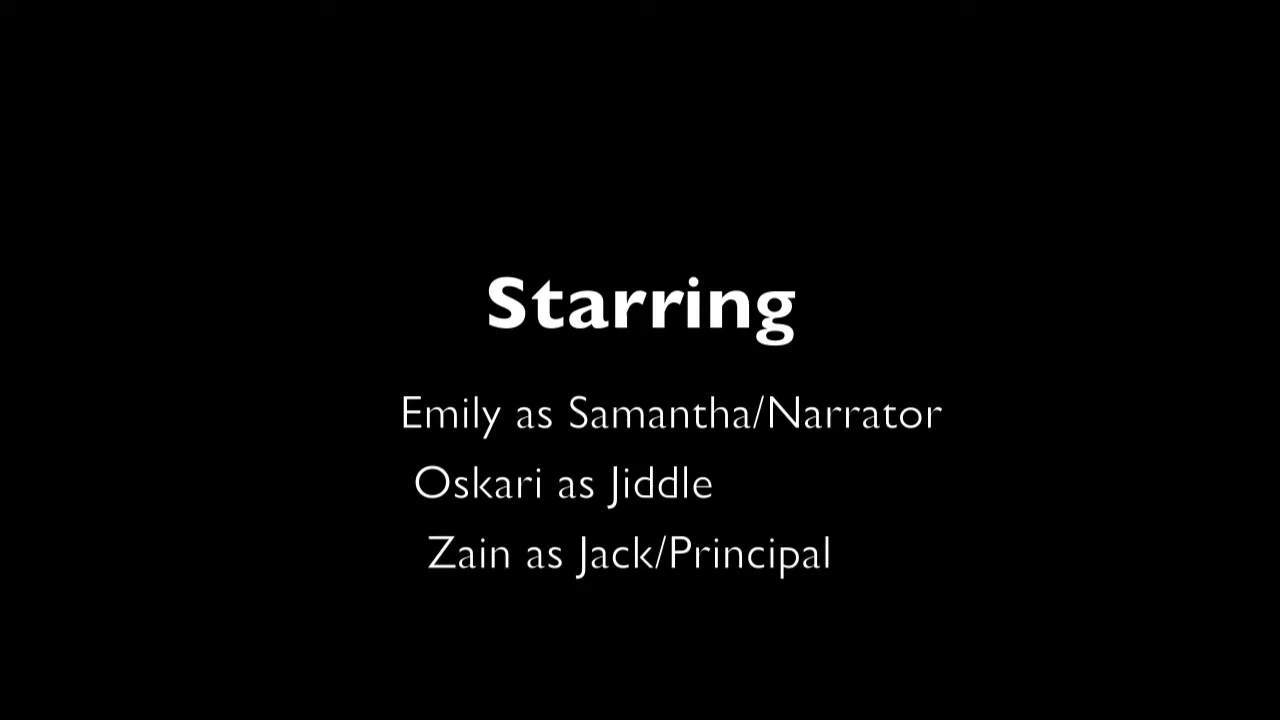 Starring
Emily as Samantha/Narrator
Oskari as Jiddle
Zain as Jack/Principal